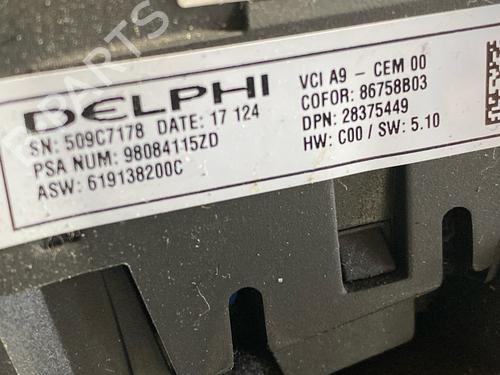 DELPHI
SN: 509C7178 DATE: 17 124
PSA NUM: 98084115ZD
ASW: 619138200C
VCI A9 - CEM 00
COFOR: 86758B03
DPN: 28375449
HW: C00 / SW: 5.10